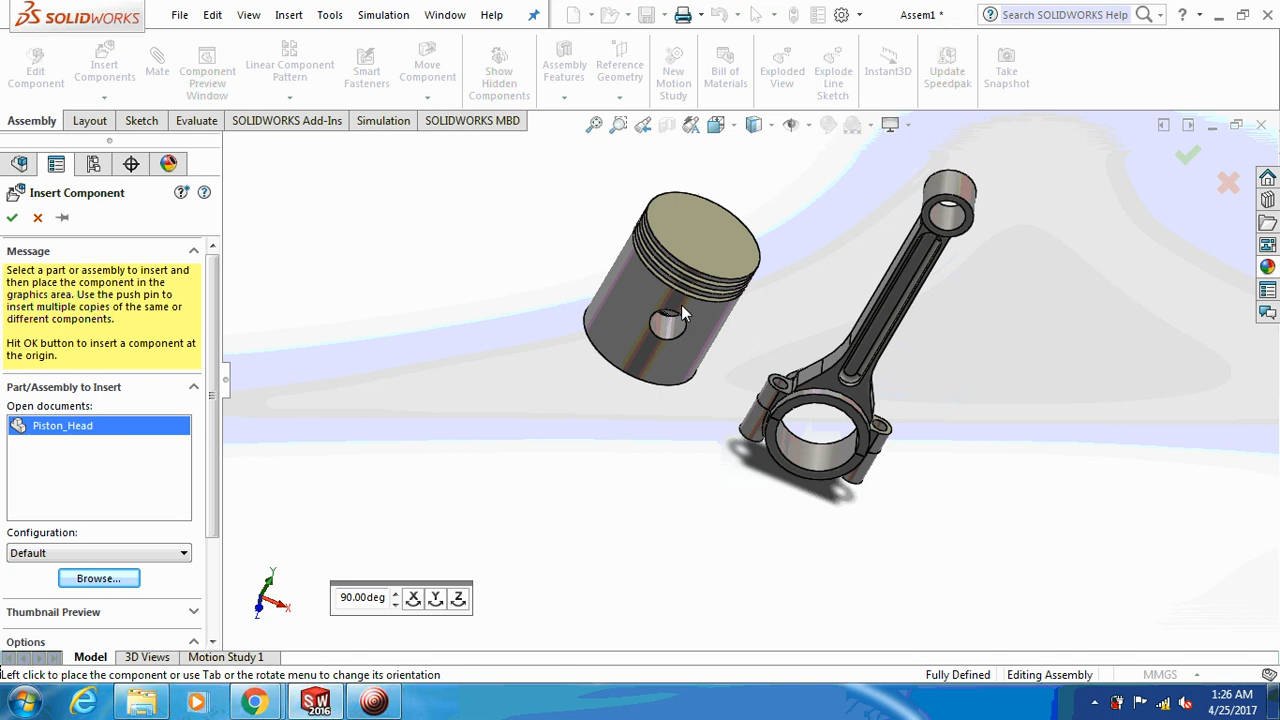 SOLIDWORKS File Edit View Insert Tools Simulation Window Help Assem1 * Search SOLIDWORKS Help
Edit Component
Insert Components
Mate
Component Preview Window
Linear Component Pattern
Smart Fasteners
Move Component
Show Hidden Components
Assembly Features
Reference Geometry
New Motion Study
Bill of Materials
Exploded View
Explode Line Sketch
Instant3D
Update Speedpak
Take Snapshot
Assembly Layout Sketch Evaluate SOLIDWORKS Add-Ins Simulation SOLIDWORKS MBD
Insert Component
Message
Select a part or assembly to insert and
then place the component in the
graphics area. Use the push pin to
insert multiple copies of the same or
different components.
Hit OK button to insert a component at
the origin.
Part/Assembly to Insert
Open documents:
Piston_Head
Configuration:
Default
Browse...
Thumbnail Preview
Options
Y
X
Z
90.00deg X Y Z
Model 3D Views Motion Study 1
Left click to place the component or use Tab or the rotate menu to change its orientation Fully Defined Editing Assembly MMGS
SW
2016
1:26 AM
4/25/2017